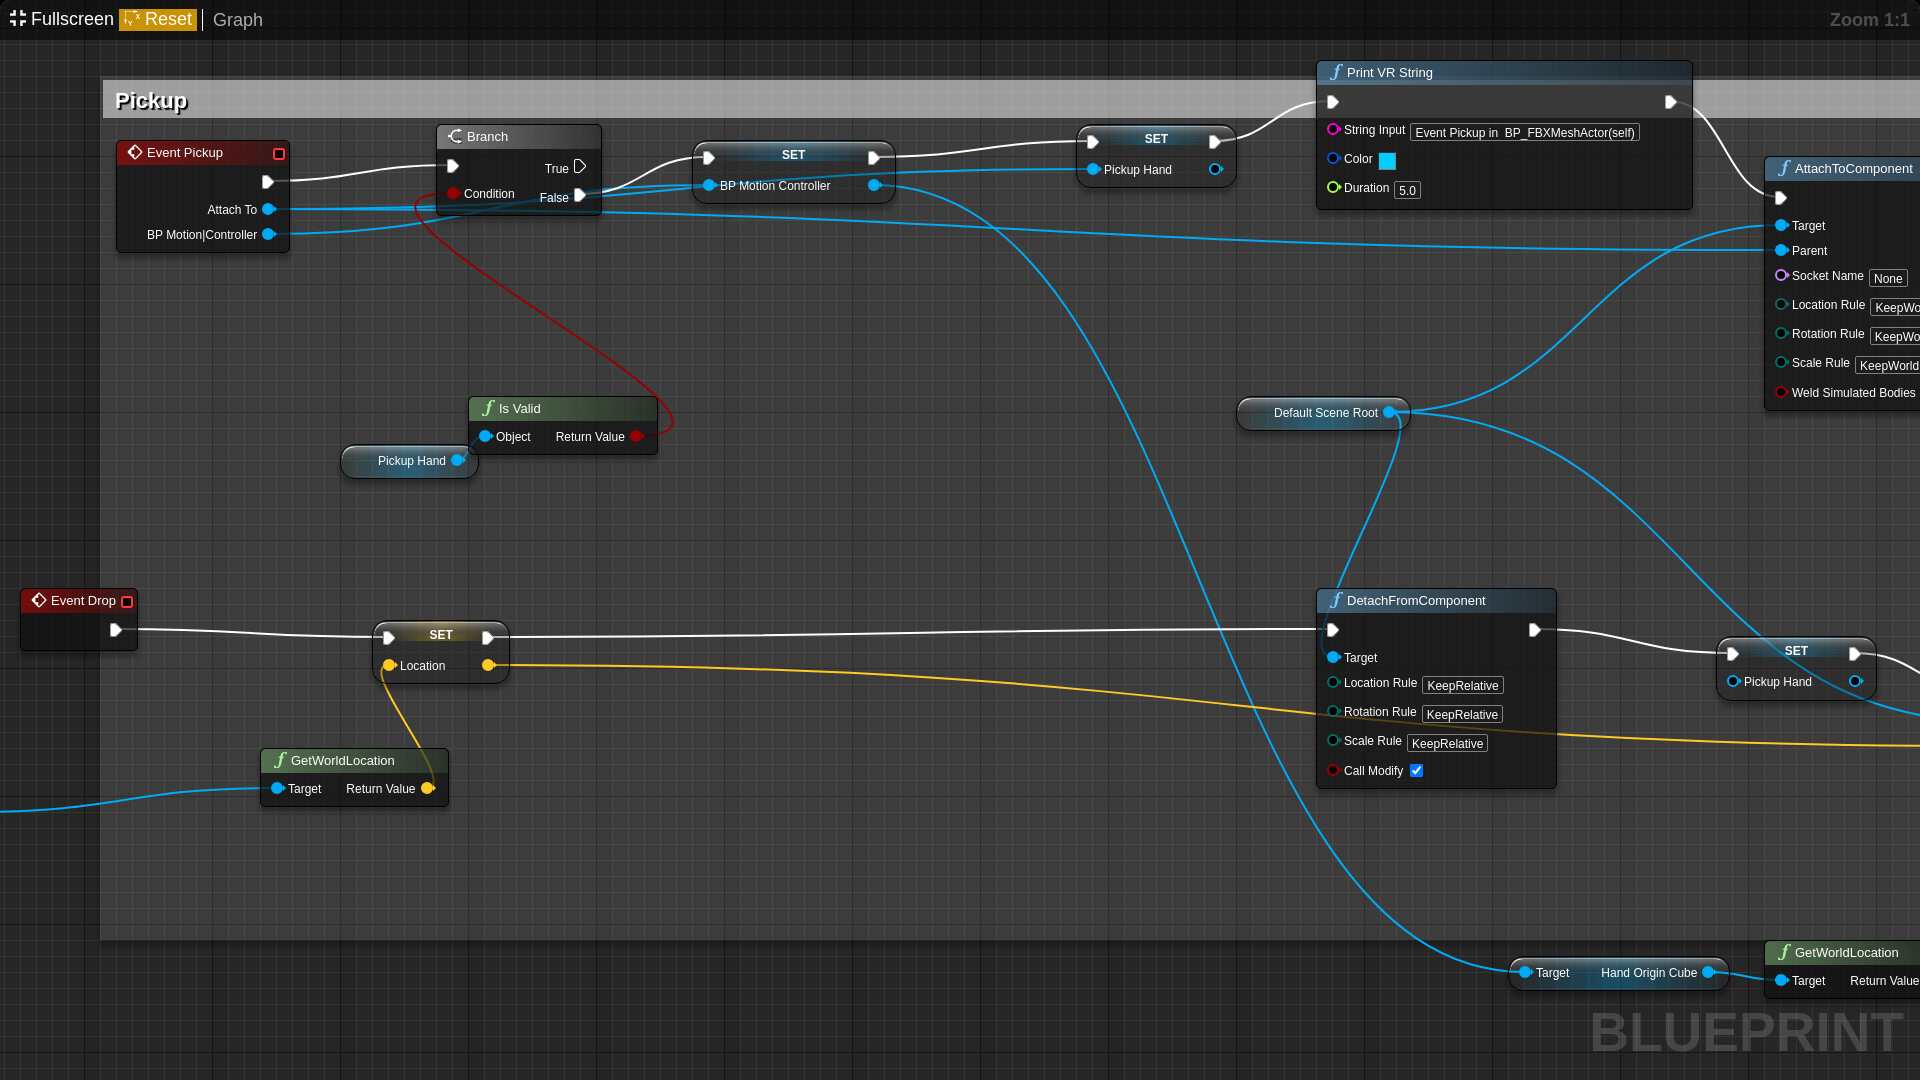 Fullscreen Reset Graph
Zoom 1:1
Pickup
Event Pickup
Attach To
BP Motion|Controller
Branch
True
Condition
False
SET
BP Motion Controller
SET
Pickup Hand
Print VR String
String Input Event Pickup in  BP_FBXMeshActor(self)
Color
Duration 5.0
AttachToComponent
Target
Parent
Socket Name None
Location Rule KeepWo
Rotation Rule KeepWo
Scale Rule KeepWorld
Weld Simulated Bodies
Is Valid
Object Return Value
Pickup Hand
Default Scene Root
Event Drop
SET
Location
GetWorldLocation
Target Return Value
DetachFromComponent
Target
Location Rule KeepRelative
Rotation Rule KeepRelative
Scale Rule KeepRelative
Call Modify
SET
Pickup Hand
Target Hand Origin Cube
GetWorldLocation
Target Return Value
BLUEPRINT